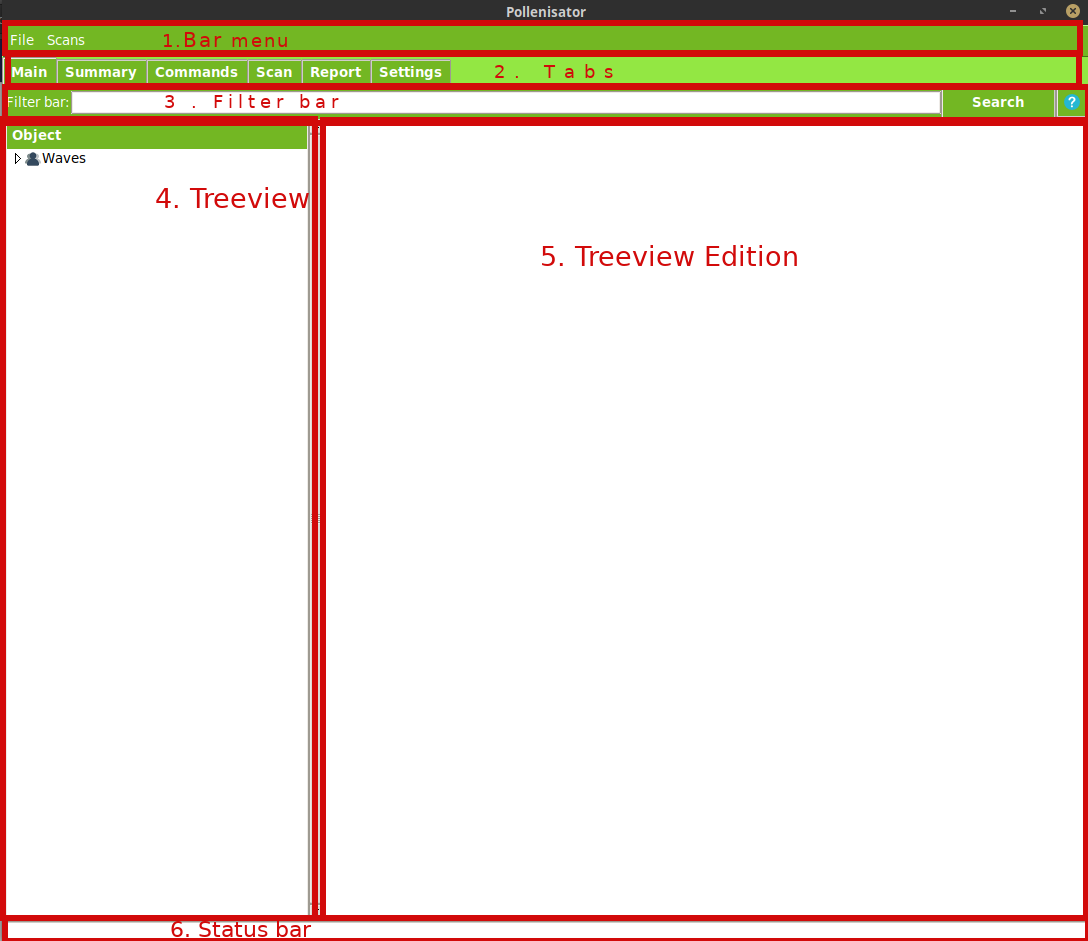 Pollenisator
File Scans 1.Bar menu
Main Summary Commands Scan Report Settings 2. Tabs
Filter bar: 3. Filter bar Search ?
Object
Waves
4. Treeview
5. Treeview Edition
6. Status bar